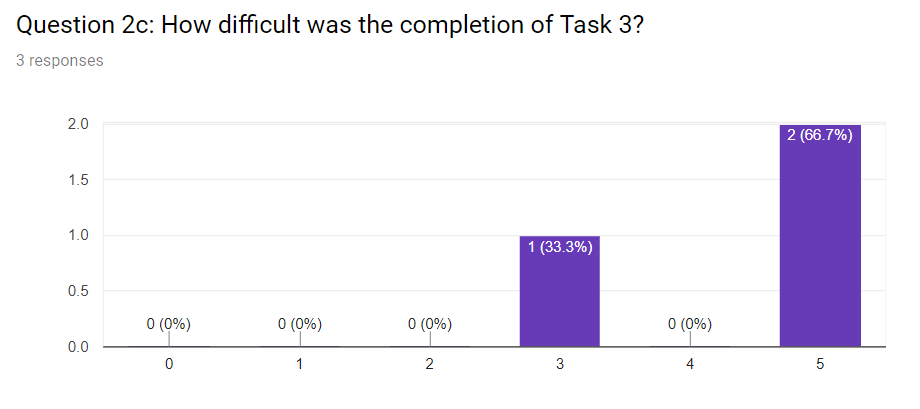 Question 2c: How difficult was the completion of Task 3?
3 responses
2.0
2 (66.7%)
1.5
1.0
1 (33.3%)
0.5
0 (0%) 0 (0%) 0 (0%) 0 (0%)
0.0
0 1 2 3 4 5